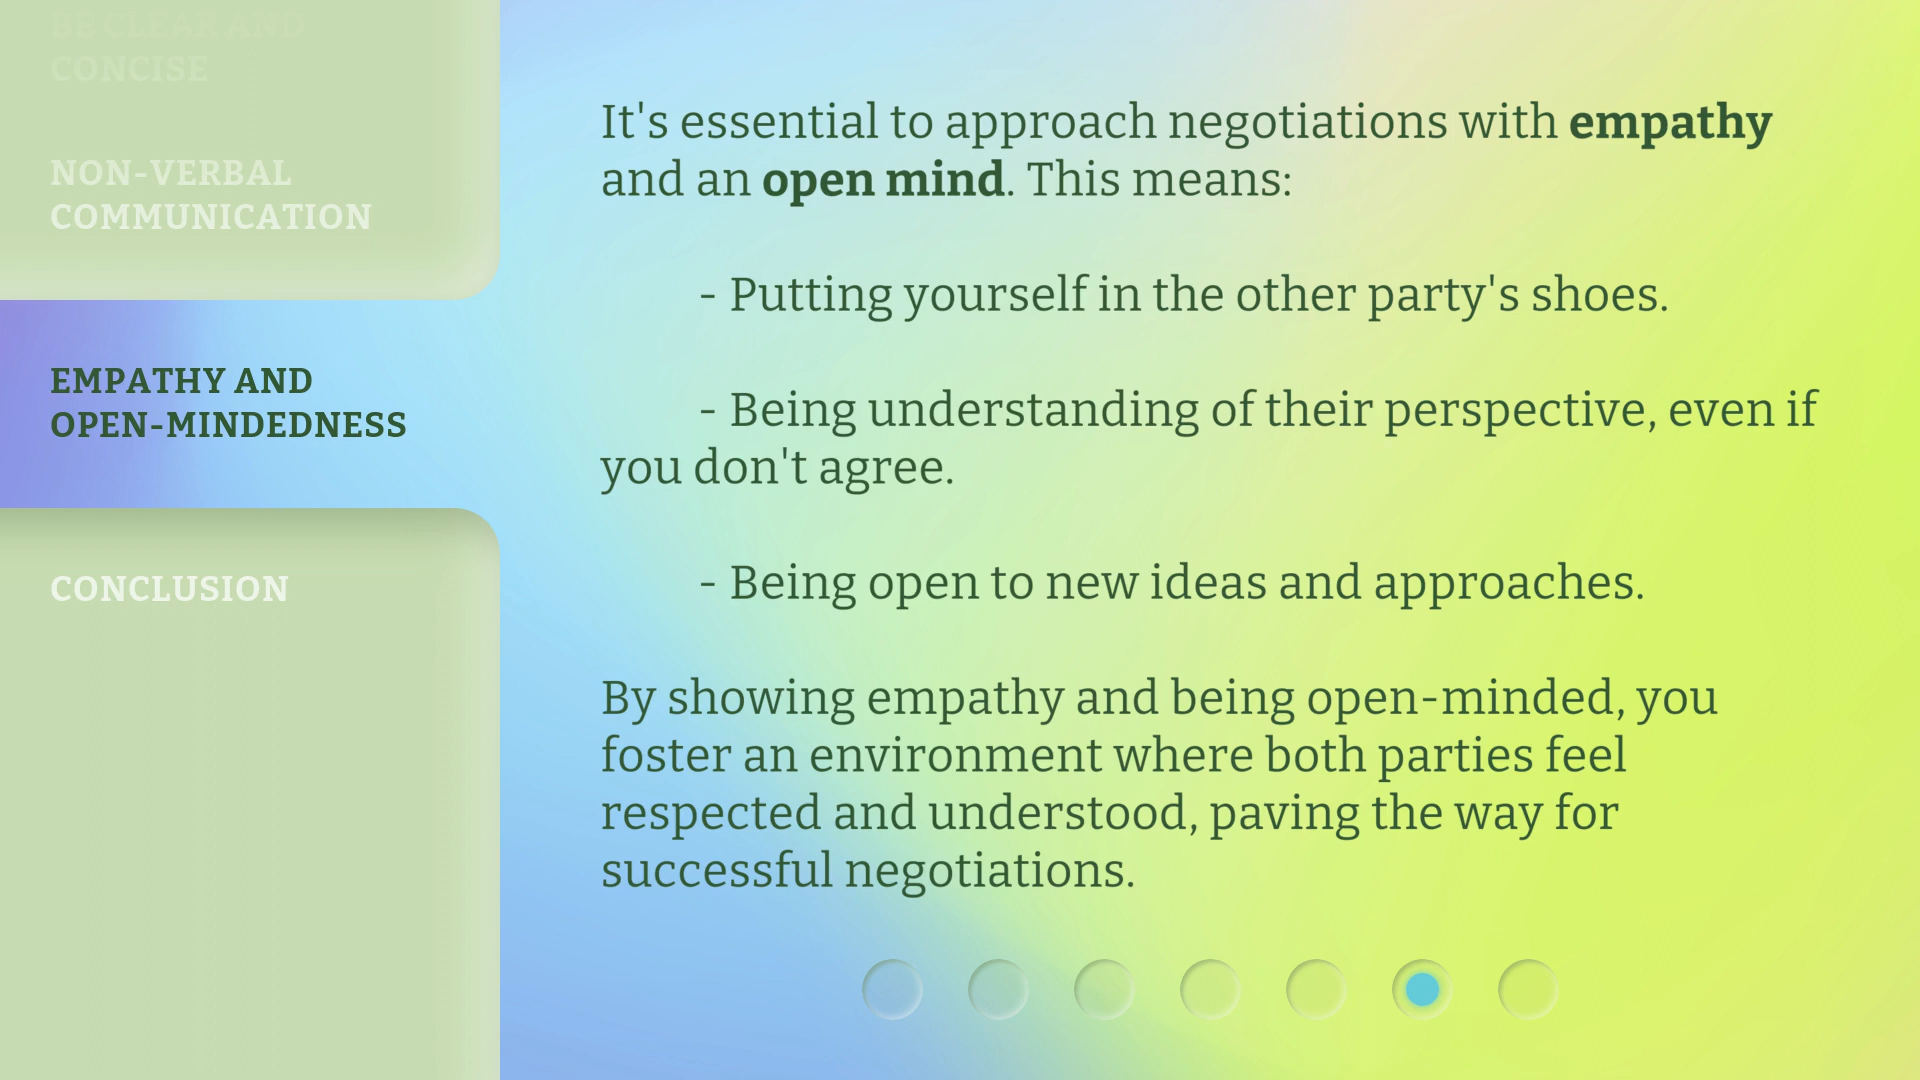 BE CLEAR AND
CONCISE
NON-VERBAL
COMMUNICATION
EMPATHY AND
OPEN-MINDEDNESS
CONCLUSION
It's essential to approach negotiations with empathy
and an open mind. This means:
- Putting yourself in the other party's shoes.
- Being understanding of their perspective, even if
you don't agree.
- Being open to new ideas and approaches.
By showing empathy and being open-minded, you
foster an environment where both parties feel
respected and understood, paving the way for
successful negotiations.